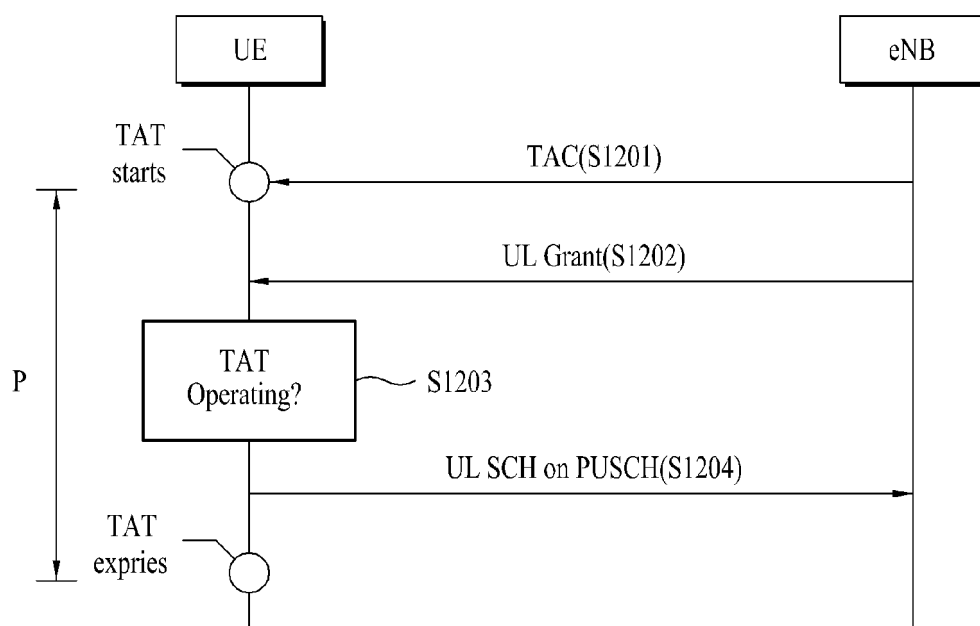 UE
eNB
TAT
starts
TAC(S1201)
UL Grant(S1202)
TAT
Operating?
S1203
P
UL SCH on PUSCH(S1204)
TAT
expries